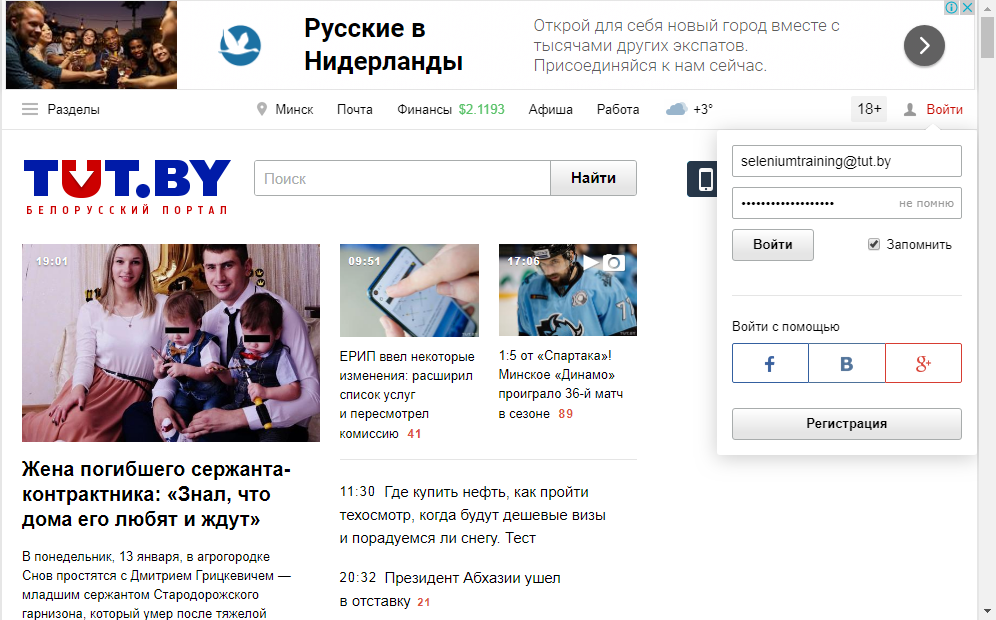 Русские в
Нидерланды
Открой для себя новый город вместе с
тысячами других экспатов.
Присоединяйся к нам сейчас.
Разделы
Минск
Почта
Финансы $2.1193
Афиша
Работа
+3°
18+
Войти
TUT.BY
БЕЛОРУССКИЙ ПОРТАЛ
Поиск
Найти
seleniumtraining@tut.by
не помню
Войти
Запомнить
Войти с помощью
f
B
g+
Регистрация
19:01
Жена погибшего сержанта-
контрактника: «Знал, что
дома его любят и ждут»
В понедельник, 13 января, в агрогородке
Снов простятся с Дмитрием Грицкевичем —
младшим сержантом Стародорожского
гарнизона, который умер после тяжелой
09:51
ЕРИП ввел некоторые
изменения: расширил
список услуг
и пересмотрел
комиссию 41
17:06
1:5 от «Спартака»!
Минское «Динамо»
проиграло 36-й матч
в сезоне 89
11:30 Где купить нефть, как пройти
техосмотр, когда будут дешевые визы
и порадуемся ли снегу. Тест
20:32 Президент Абхазии ушел
в отставку 21